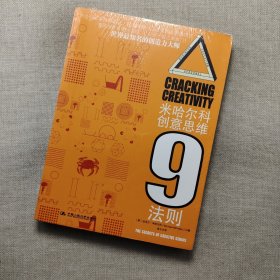 世界最知名的创造力大师
CRACKING
CREATIVITY
米哈尔科
创意思维
9
法则
THE SECRETS OF CREATIVE GENIUS